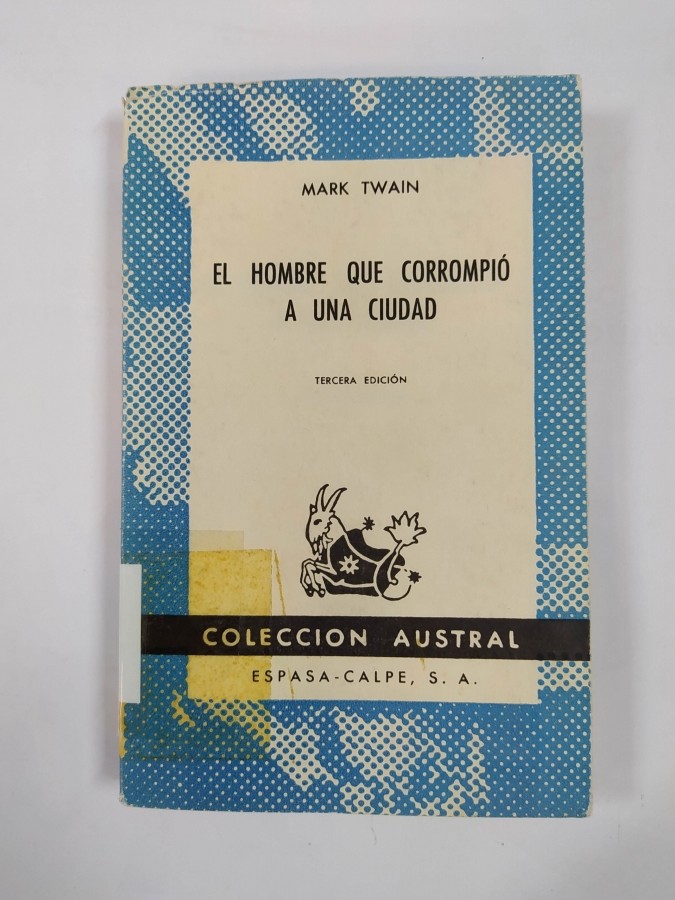 MARK TWAIN
EL HOMBRE QUE CORROMPIÓ
A UNA CIUDAD
TERCERA EDICIÓN
COLECCION AUSTRAL
ESPASA-CALPE, S. A.